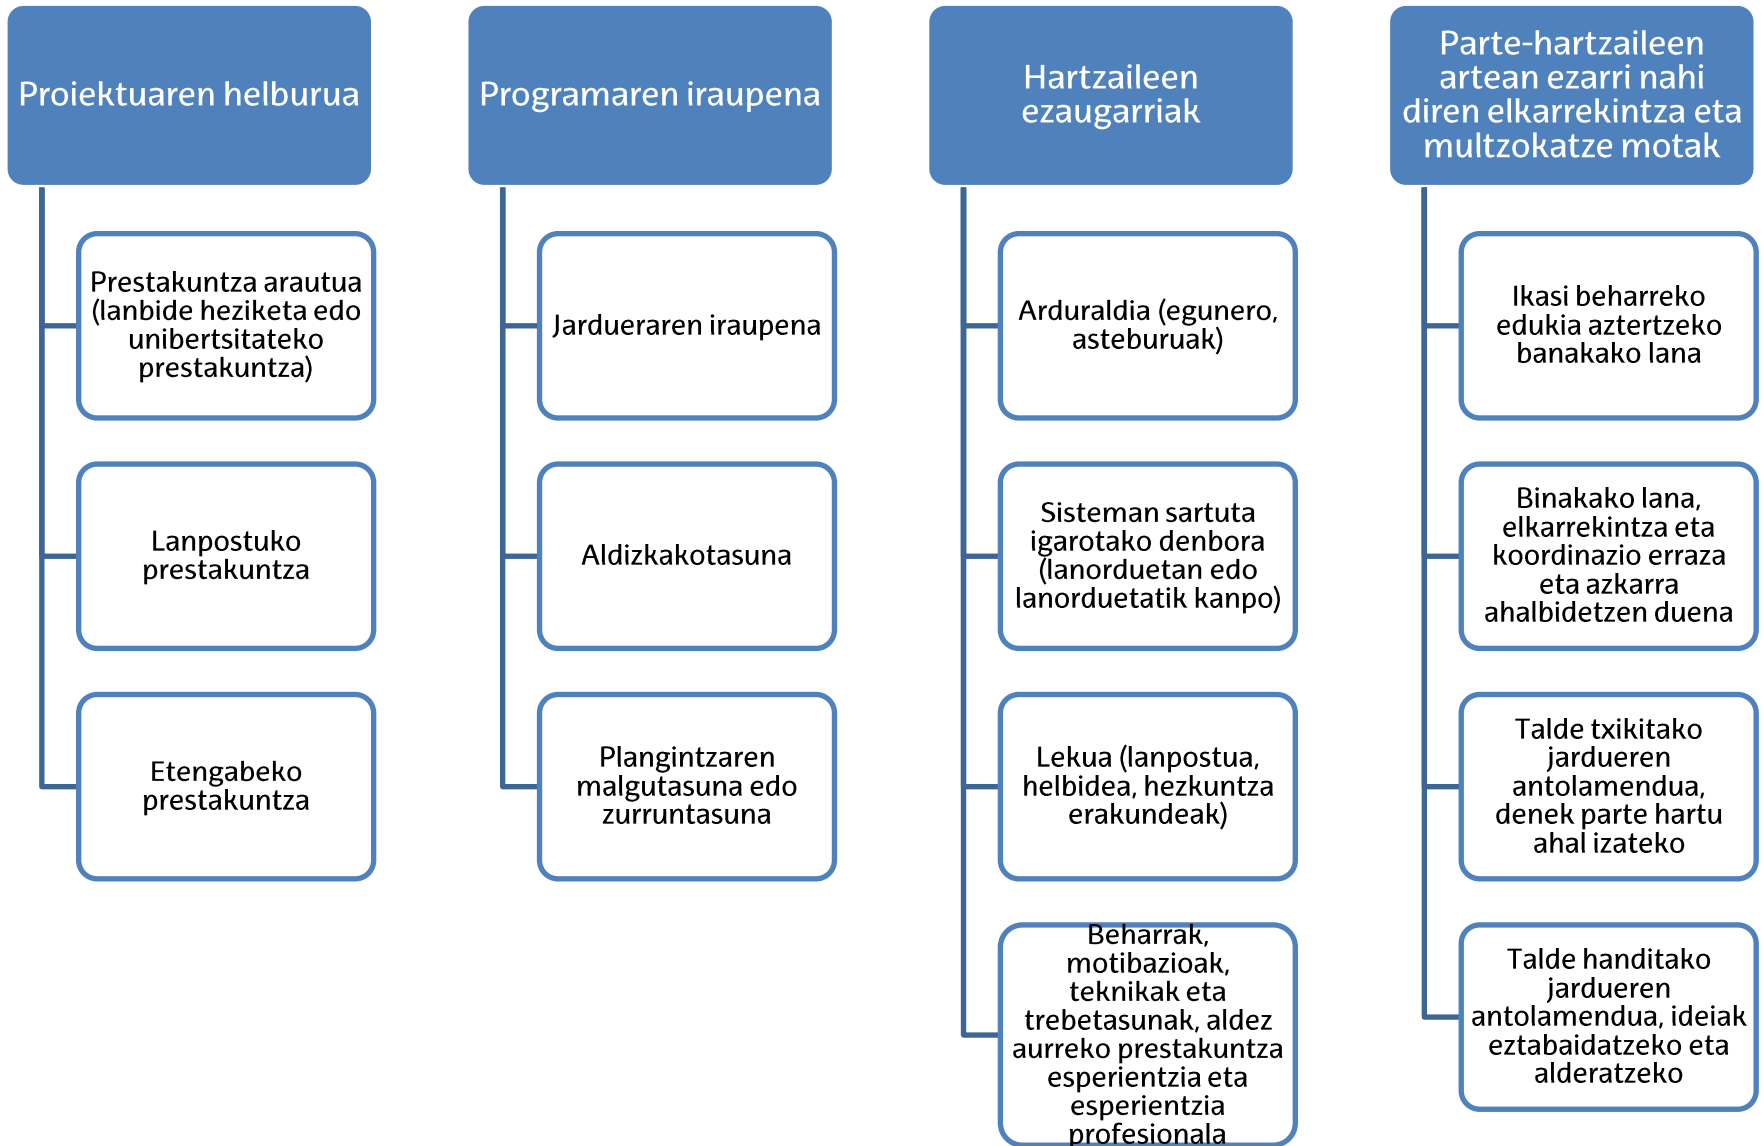 Proiektuaren helburua
Prestakuntza arautua
(lanbide heziketa edo
unibertsitateko
prestakuntza)
Lanpostuko
prestakuntza
Etengabeko
prestakuntza
Programaren iraupena
Jardueraren iraupena
Aldizkakotasuna
Plangintzaren
malgutasuna edo
zurruntasuna
Hartzaileen
ezaugarriak
Arduraldia (egunero,
asteburuak)
Sisteman sartuta
igarotako denbora
(lanorduetan edo
lanorduetatik kanpo)
Lekua (lanpostua,
helbidea, hezkuntza
erakundeak)
Beharrak,
motibazioak,
teknikak eta
trebetasunak, aldez
aurreko prestakuntza
esperientzia eta
esperientzia
profesionala
Parte-hartzaileen
artean ezarri nahi
diren elkarrekintza eta
multzokatze motak
Ikasi beharreko
edukia aztertzeko
banakako lana
Binakako lana,
elkarrekintza eta
koordinazio erraza
eta azkarra
ahalbidetzen duena
Talde txikitako
jardueren
antolamendua,
denek parte hartu
ahal izateko
Talde handitako
jardueren
antolamendua, ideiak
eztabaidatzeko eta
alderatzeko